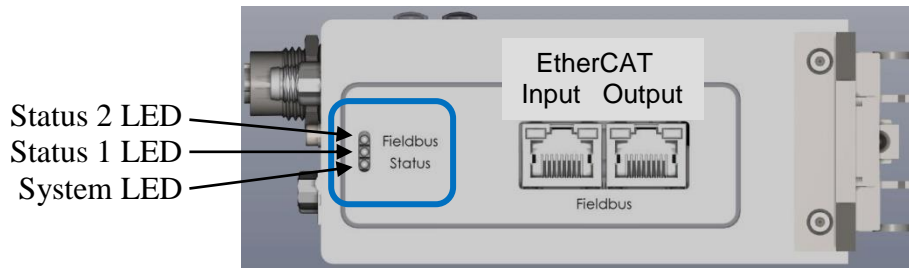 EtherCAT
Input Output
Status 2 LED
Status 1 LED
System LED
Fieldbus
Status
Fieldbus